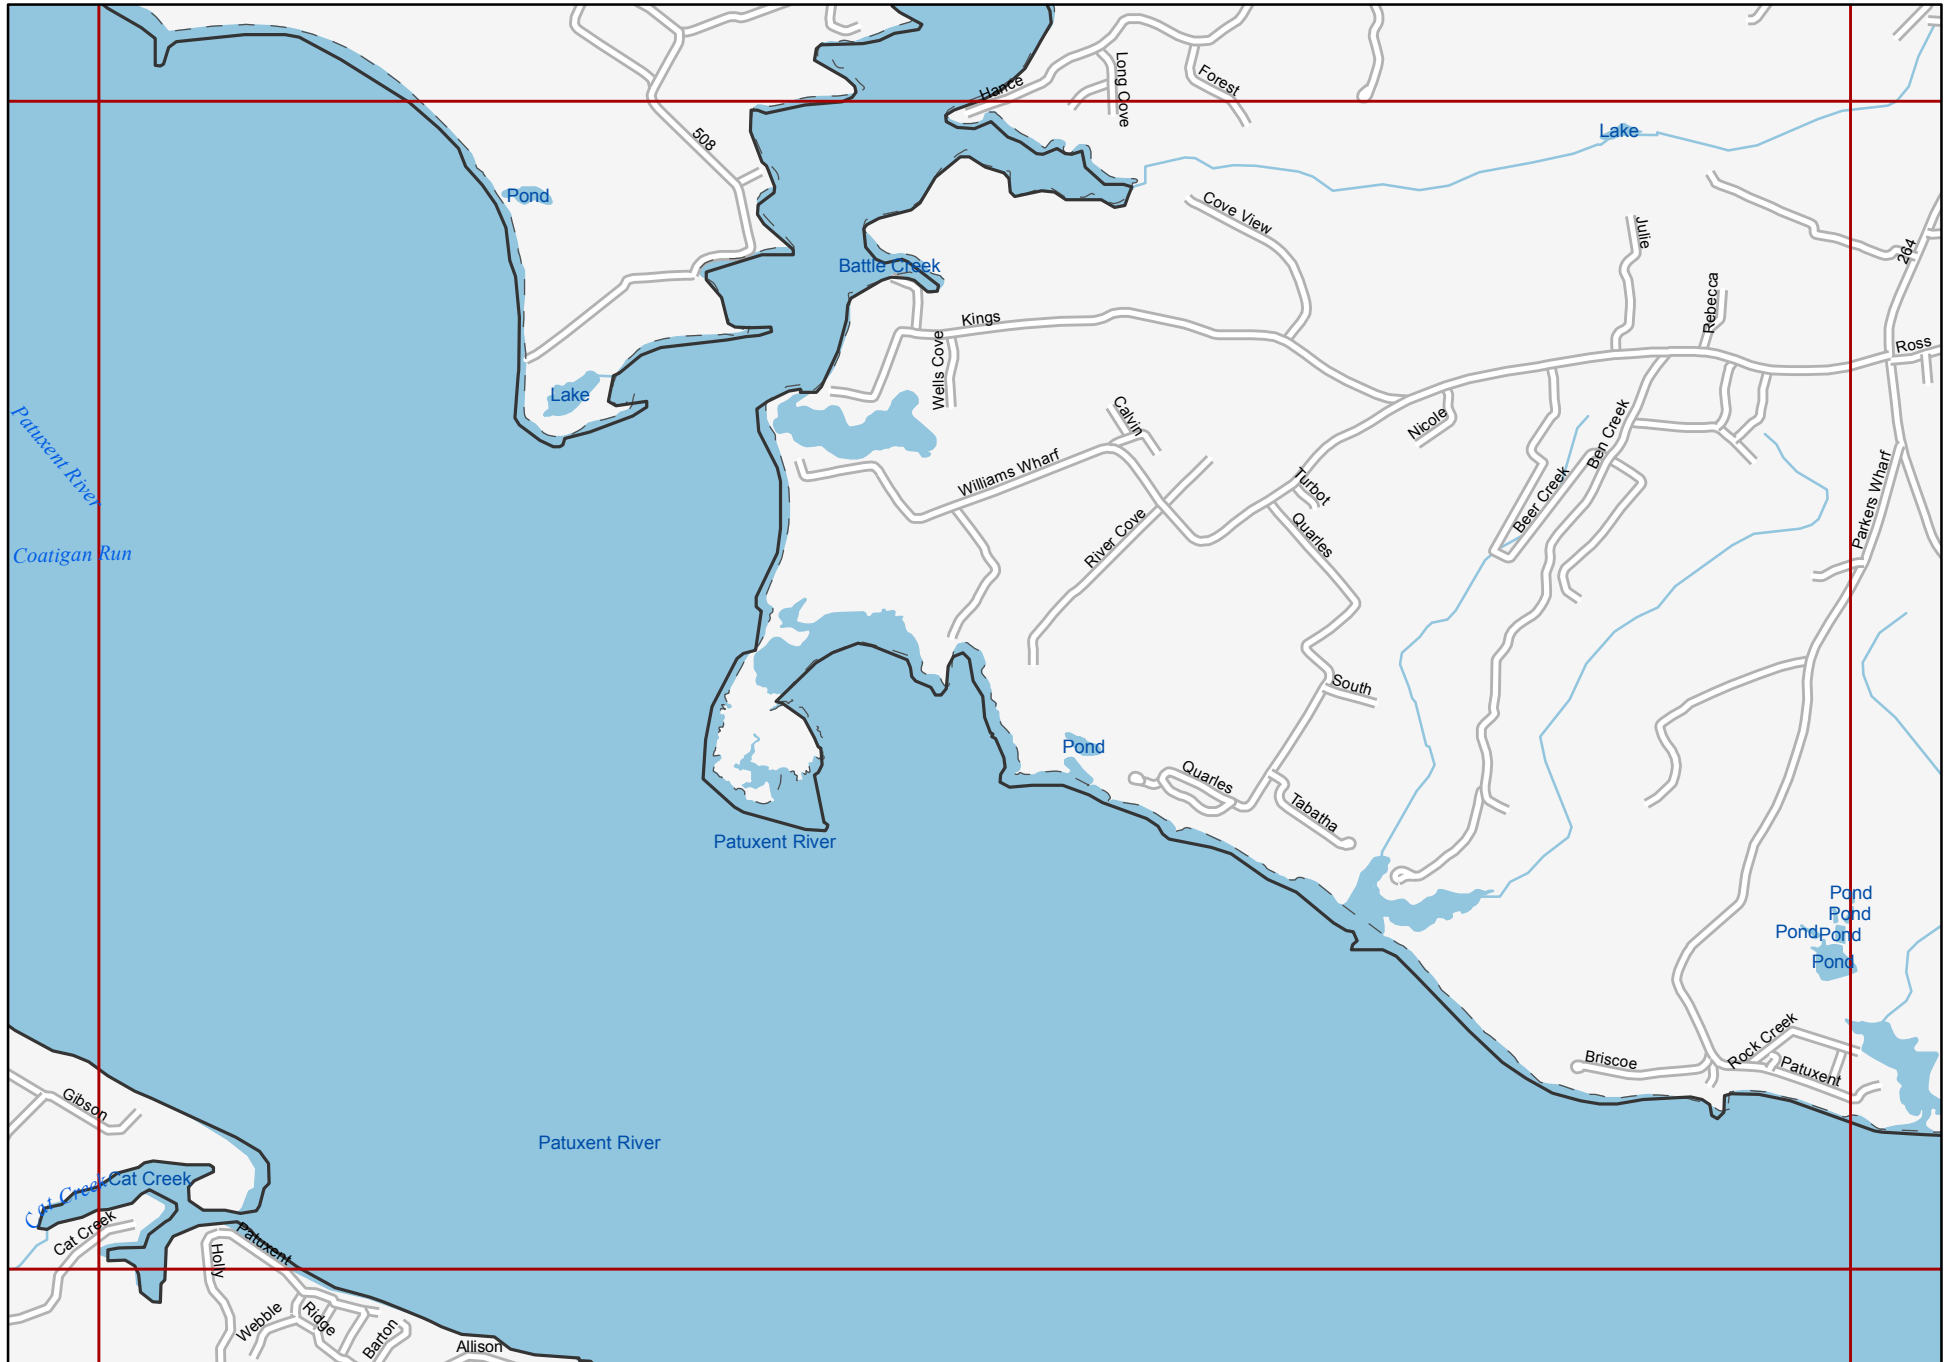 Hance
Long Cove
Forest
508
Lake
Pond
Cove View
Julie
264
Battle Creek
Rebecca
Kings
Ross
Wells Cove
Lake
Patuxent River
Calvin
Nicole
Ben Creek
Williams Wharf
Turbot
Beer Creek
Parkers Wharf
Quarles
River Cove
Coatigan Run
South
Pond
Quarles
Tabatha
Patuxent River
Pond
Pond
Pond
Pond
Pond
Rock Creek
Briscoe
Patuxent
Gibson
Patuxent River
Cat Creek
Cat Creek
Cat Creek
Patuxent
Holly
Webble
Ridge
Barton
Allison